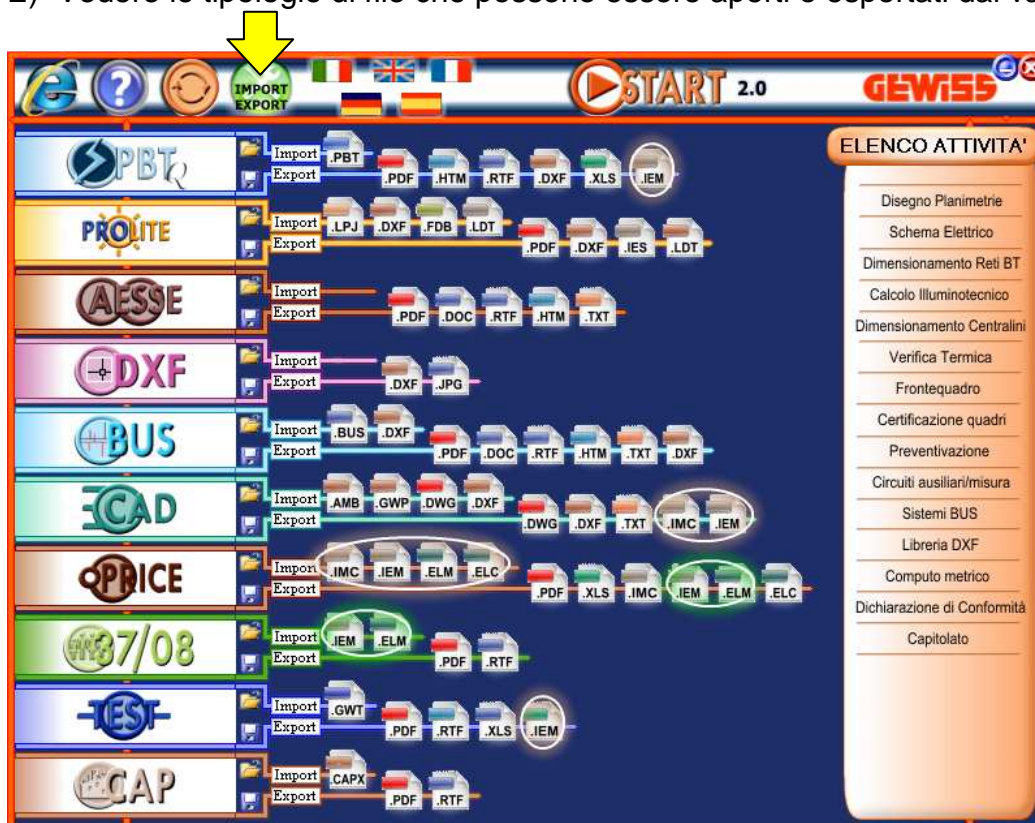 2) Vedere le tipologie di file che possono essere aperti o esportati dai
IMPORT
EXPORT
START 2.0
GEWISS
ELENCO ATTIVITA'
Disegno Planimetrie
Schema Elettrico
Dimensionamento Reti BT
Calcolo Illuminotecnico
Dimensionamento Centralini
Verifica Termica
Frontequadro
Certificazione quadri
Preventivazione
Circuiti ausiliari/misura
Sistemi BUS
Libreria DXF
Computo metrico
Dichiarazione di Conformità
Capitolato
PBTQ
Import .PBT
Export .PDF .HTM .RTF .DXF .XLS .IEM
PROLITE
Import .LPJ .DXF .FDB .LDT
Export .PDF .DXF .IES .LDT
AESSE
Import
Export .PDF .DOC .RTF .HTM .TXT
DXF
Import
Export .DXF .JPG
BUS
Import .BUS .DXF
Export .PDF .DOC .RTF .HTM .TXT .DXF
CAD
Import .AMB .GWP .DWG .DXF
Export .DWG .DXF .TXT .IMC .IEM
PRICE
Import .IMC .IEM .ELM .ELC
Export .PDF .XLS .IMC .IEM .ELM .ELC
37/08
Import .IEM .ELM
Export .PDF .RTF
TEST
Import .GWT
Export .PDF .RTF .XLS .IEM
CAP
Import .CAPX
Export .PDF .RTF